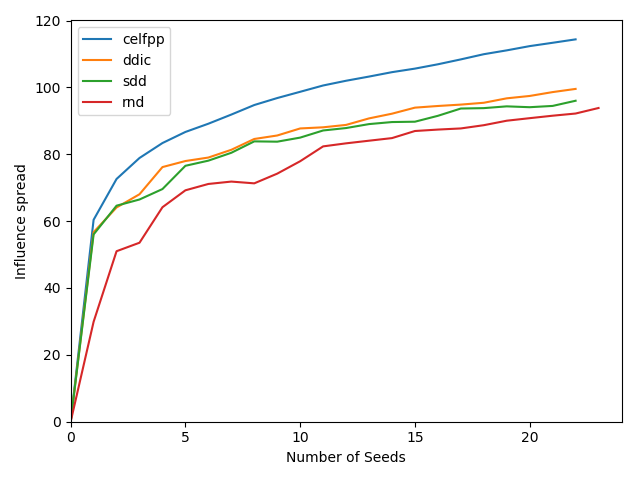 120
100
80
60
40
20
0
Influence spread
celfpp
ddic
sdd
rnd
0 5 10 15 20
Number of Seeds